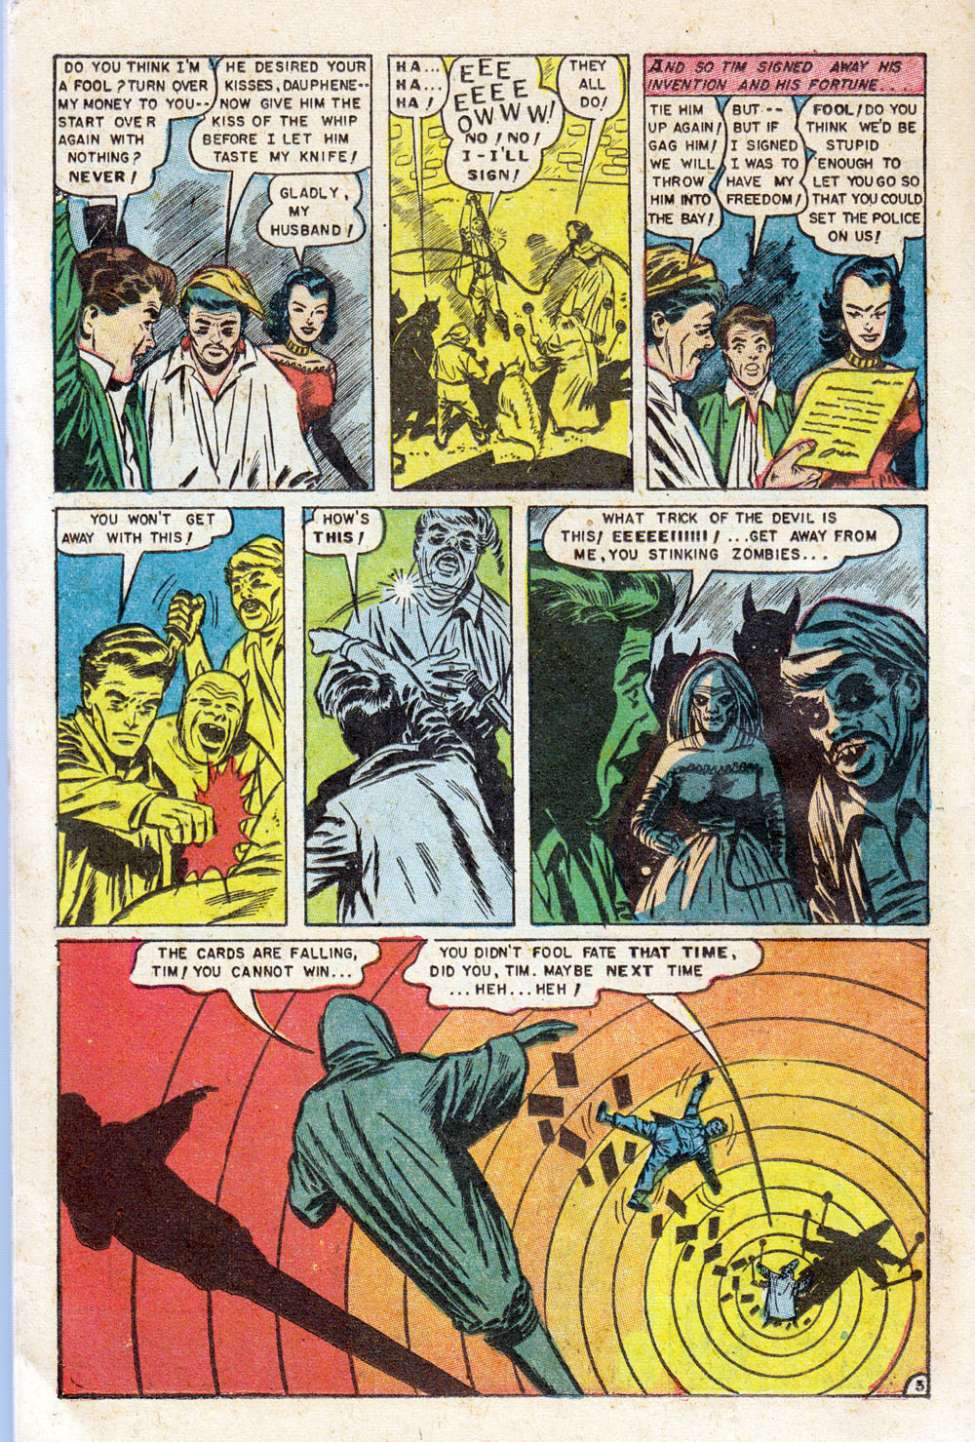 DO YOU THINK I'M
A FOOL? TURN OVER
MY MONEY TO YOU--
START OVER
AGAIN WITH
NOTHING?
NEVER!
HE DESIRED YOUR
KISSES, DAUPHENE--
NOW GIVE HIM THE
KISS OF THE WHIP
BEFORE I LET HIM
TASTE MY KNIFE!
GLADLY,
MY
HUSBAND!
HA...
HA...
HA!
EEE
EEEE
OWWW!
NO! NO!
I-I'LL
SIGN!
THEY
ALL
DO!
AND SO TIM SIGNED AWAY HIS
INVENTION AND HIS FORTUNE...
TIE HIM
UP AGAIN!
GAG HIM!
WE WILL
THROW
HIM INTO
THE BAY!
BUT--
BUT IF
I SIGNED
I WAS TO
HAVE MY
FREEDOM!
FOOL! DO YOU
THINK WE'D BE
STUPID
ENOUGH TO
LET YOU GO SO
THAT YOU COULD
SET THE POLICE
ON US!
YOU WON'T GET
AWAY WITH THIS!
HOW'S
THIS!
WHAT TRICK OF THE DEVIL IS
THIS! EEEEEIIIIII! ...GET AWAY FROM
ME, YOU STINKING ZOMBIES...
THE CARDS ARE FALLING,
TIM! YOU CANNOT WIN...
YOU DIDN'T FOOL FATE THAT TIME,
DID YOU, TIM. MAYBE NEXT TIME
...HEH...HEH!
3